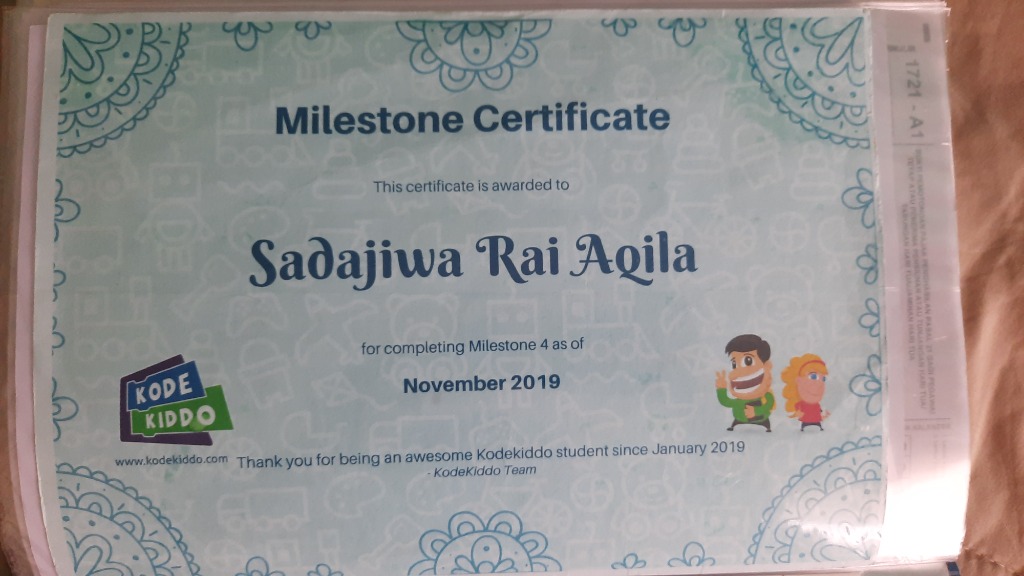 Milestone Certificate
This certificate is awarded to
Sadajiwa Rai Aqila
for completing Milestone 4 as of
November 2019
KODE
KIDDO
www.kodekiddo.com
Thank you for being an awesome Kodekiddo student since January 2019
- KodeKiddo Team
1721 - A1